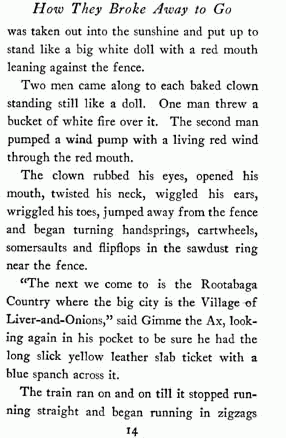 How They Broke Away to Go
was taken out into the sunshine and put up to
stand like a big white doll with a red mouth
leaning against the fence.
Two men came along to each baked clown
standing still like a doll. One man threw a
bucket of white fire over it. The second man
pumped a wind pump with a living red wind
through the red mouth.
The clown rubbed his eyes, opened his
mouth, twisted his neck, wiggled his ears,
wriggled his toes, jumped away from the fence
and began turning handsprings, cartwheels,
somersaults and flipflops in the sawdust ring
near the fence.
"The next we come to is the Rootabaga
Country where the big city is the Village of
Liver-and-Onions," said Gimme the Ax, look-
ing again in his pocket to be sure he had the
long slick yellow leather slab ticket with a
blue spanch across it.
The train ran on and on till it stopped run-
ning straight and began running in zigzags
14